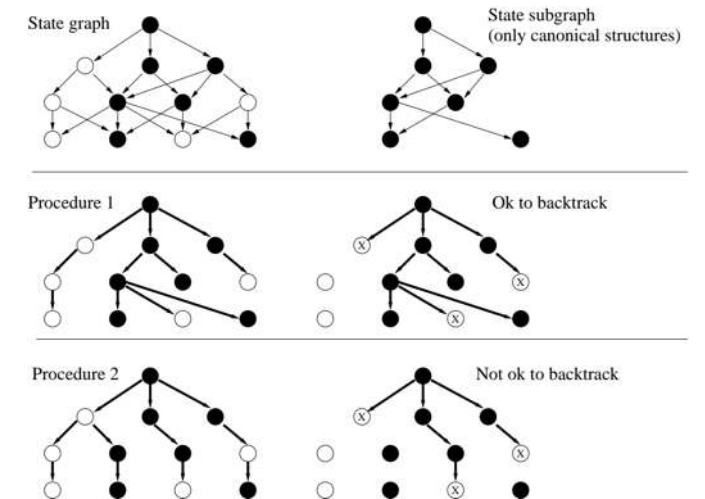 State graph
State subgraph
(only canonical structures)
Procedure 1
Ok to backtrack
x
x
x
Procedure 2
Not ok to backtrack
x
x
x